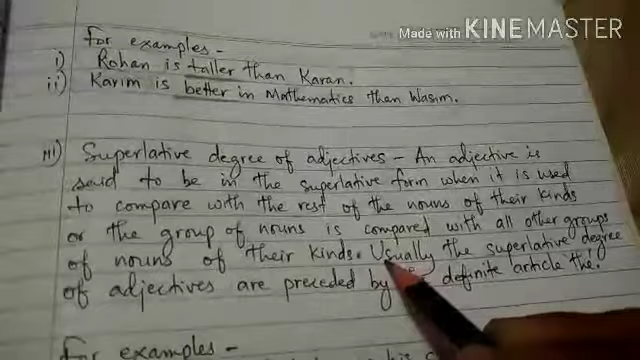 Made with KINEMASTER
for examples -
i) Rohan is taller than Karan.
ii) Karim is better in Mathematics than Wasim.
iii) Superlative degree of adjectives - An adjective is
said to be in the superlative form when it is used
to compare with the rest of the nouns of their kinds
or the group of nouns is compared with all other groups
of nouns of their kinds. Usually the superlative degree
of adjectives are preceded by definite article the.
for examples -